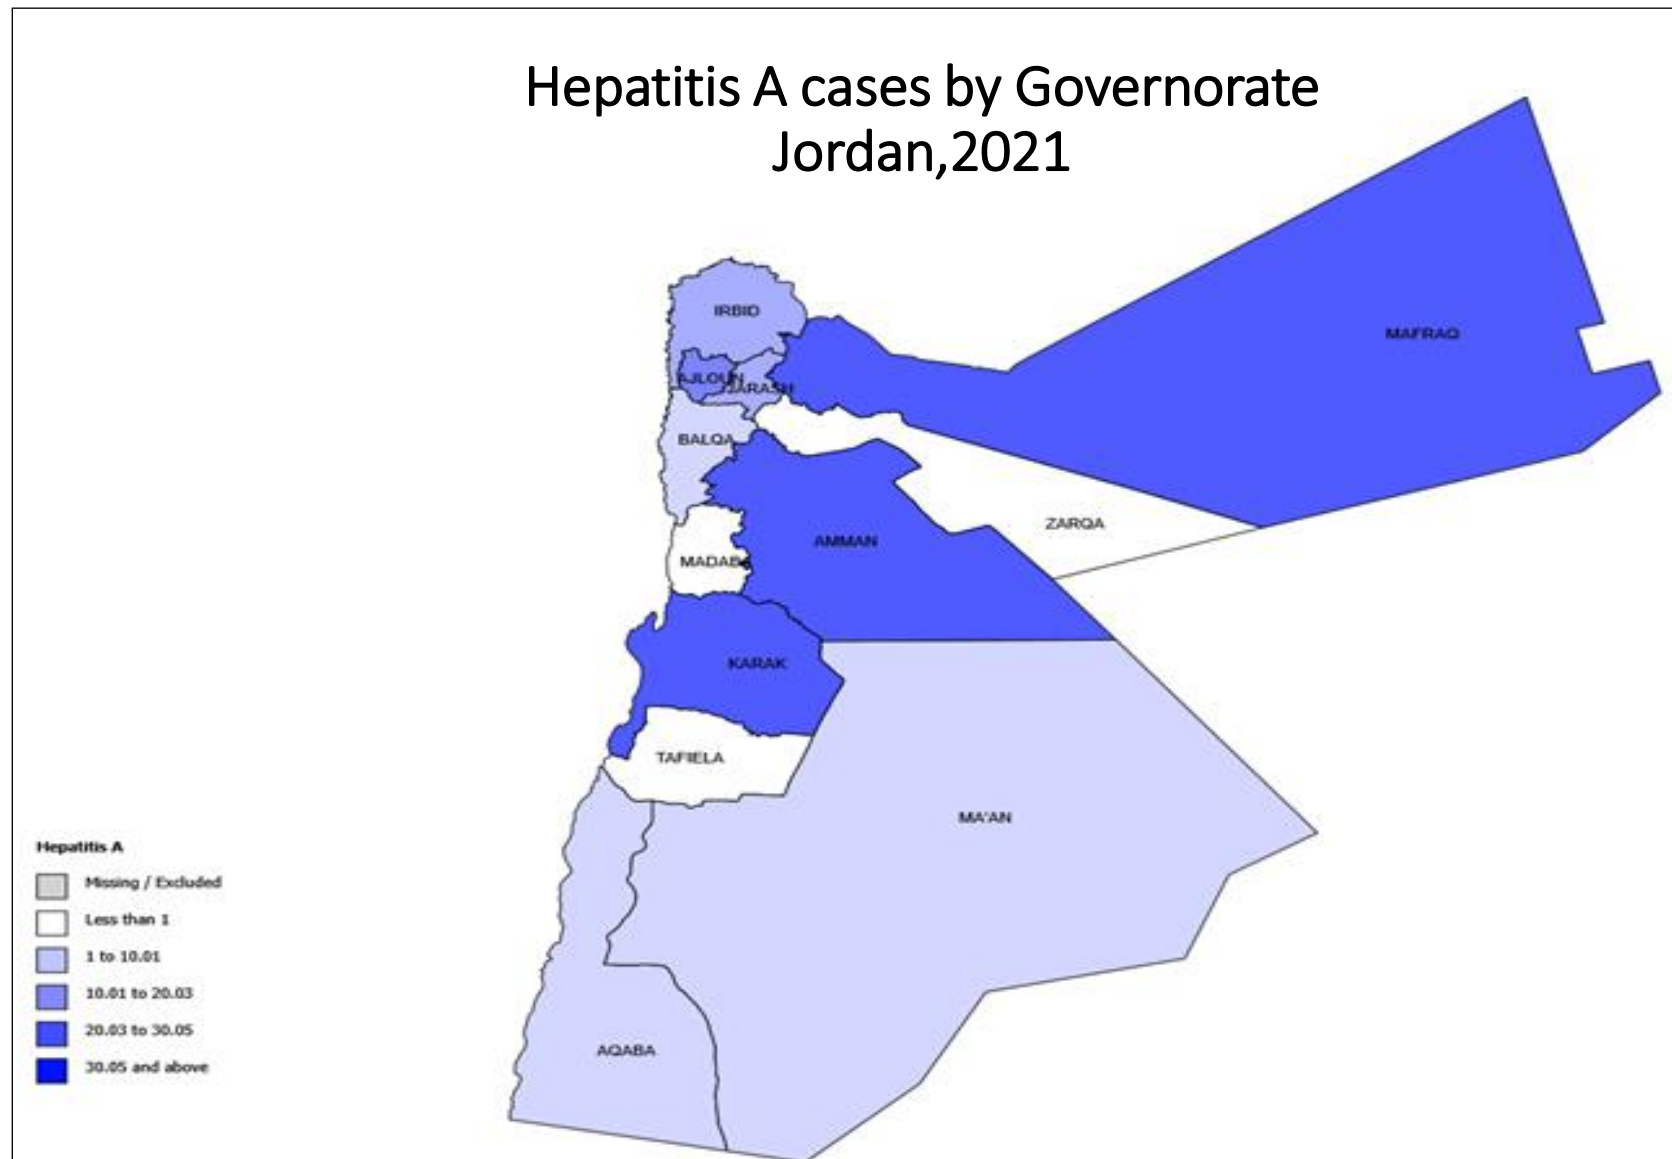 Hepatitis A cases by Governorate
Jordan,2021
IRBID
MAFRAQ
AJLOUN
JARASH
BALQA
ZARQA
AMMAN
MADAB
KARAK
TAFIELA
MA'AN
AQABA
Hepatitis A
Missing / Excluded
Less than 1
1 to 10.01
10.01 to 20.03
20.03 to 30.05
30.05 and above